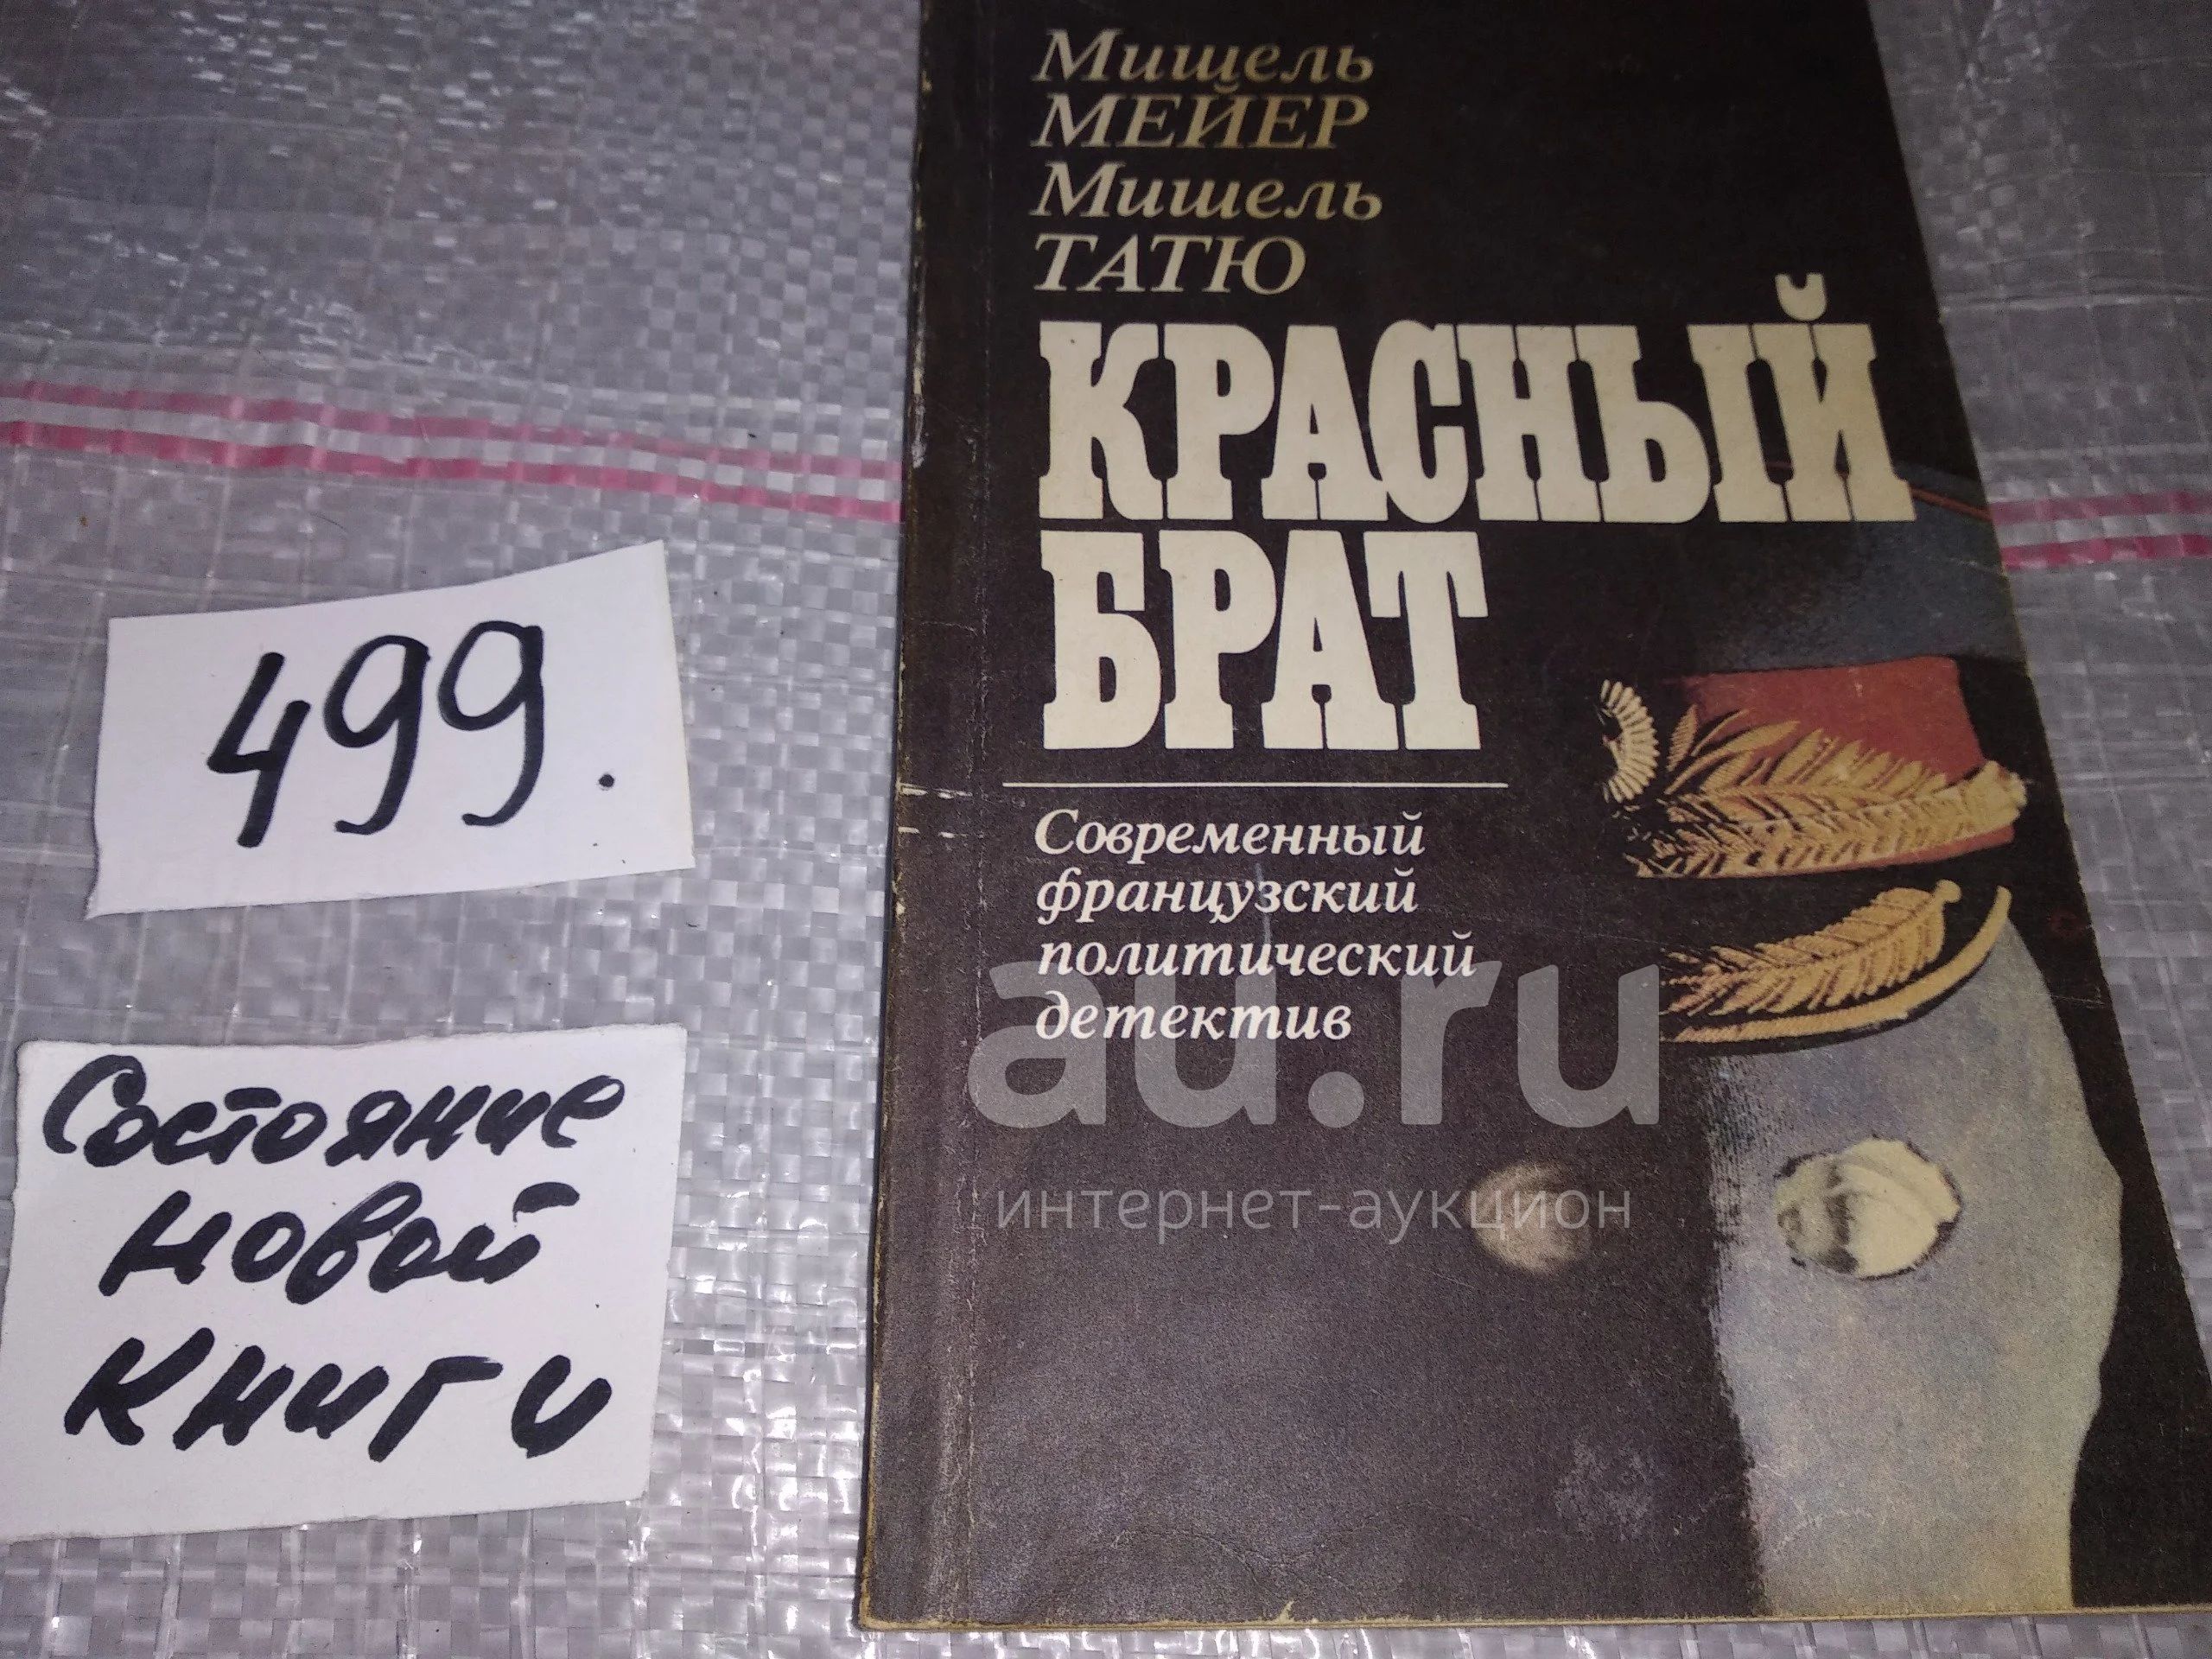 Мишель
МЕЙЕР
Мишель
ТАТЮ
КРАСНЫЙ
БРАТ
Современный
французский
политический
детектив
499.
Состояние
новой
книги
au.ru
интернет-аукцион